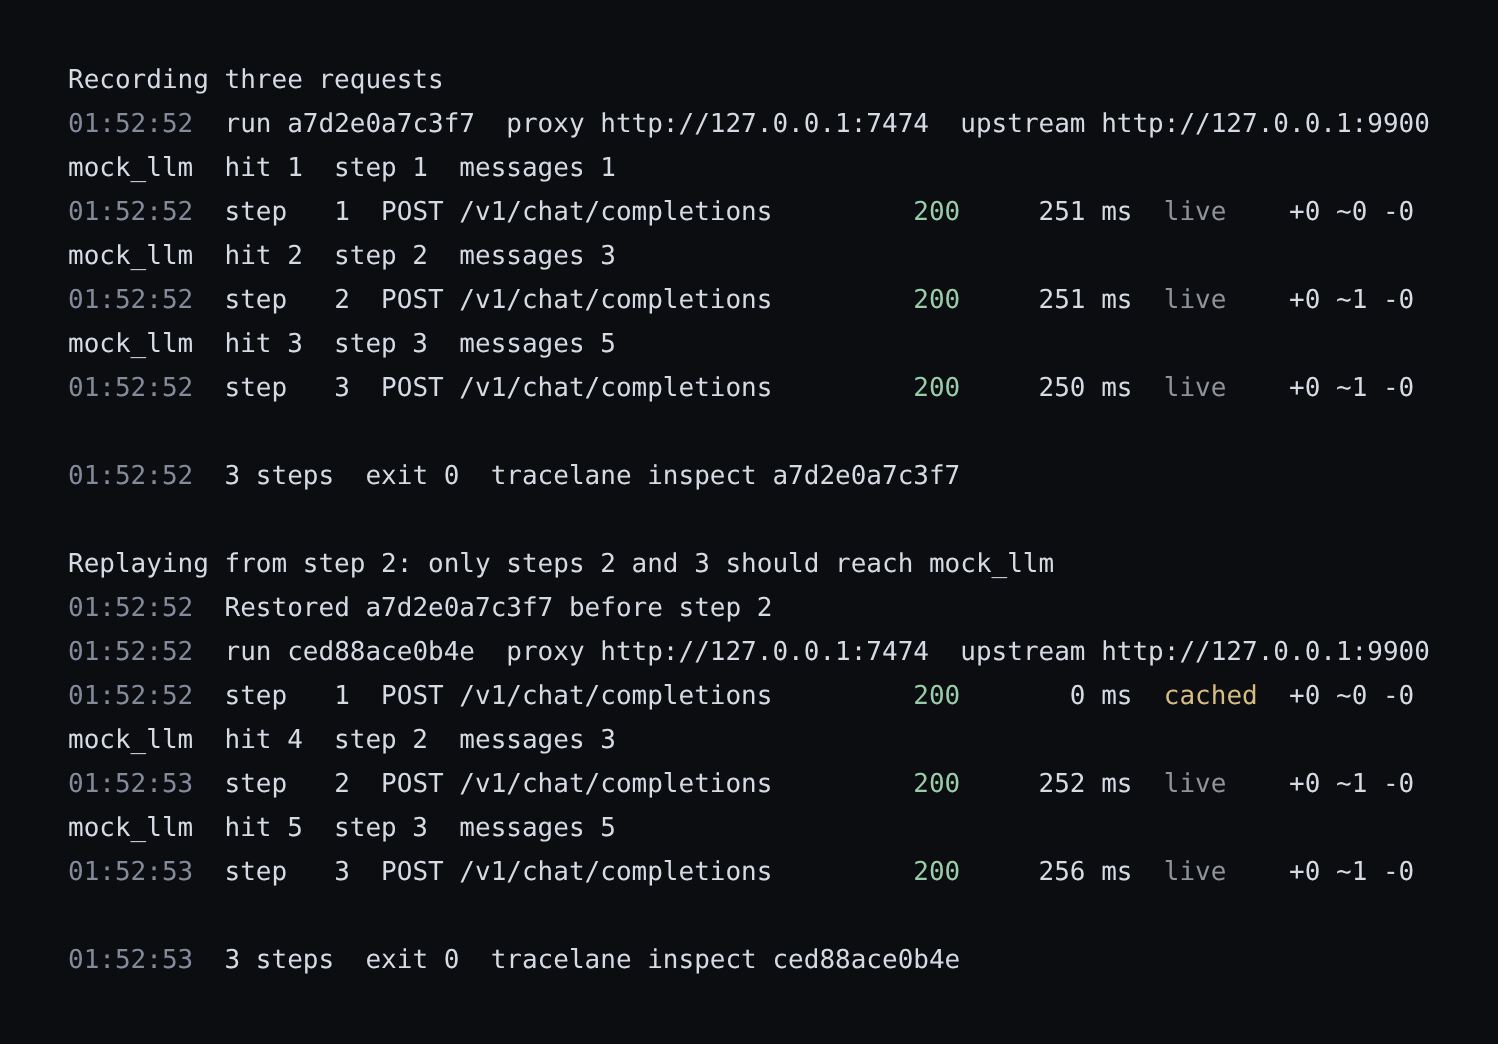 Recording three requests
01:52:52  run a7d2e0a7c3f7  proxy http://127.0.0.1:7474  upstream http://127.0.0.1:9900
mock_llm  hit 1  step 1  messages 1
01:52:52  step   1  POST /v1/chat/completions         200     251 ms  live    +0 ~0 -0
mock_llm  hit 2  step 2  messages 3
01:52:52  step   2  POST /v1/chat/completions         200     251 ms  live    +0 ~1 -0
mock_llm  hit 3  step 3  messages 5
01:52:52  step   3  POST /v1/chat/completions         200     250 ms  live    +0 ~1 -0
01:52:52  3 steps  exit 0  tracelane inspect a7d2e0a7c3f7
Replaying from step 2: only steps 2 and 3 should reach mock_llm
01:52:52  Restored a7d2e0a7c3f7 before step 2
01:52:52  run ced88ace0b4e  proxy http://127.0.0.1:7474  upstream http://127.0.0.1:9900
01:52:52  step   1  POST /v1/chat/completions         200       0 ms  cached  +0 ~0 -0
mock_llm  hit 4  step 2  messages 3
01:52:53  step   2  POST /v1/chat/completions         200     252 ms  live    +0 ~1 -0
mock_llm  hit 5  step 3  messages 5
01:52:53  step   3  POST /v1/chat/completions         200     256 ms  live    +0 ~1 -0
01:52:53  3 steps  exit 0  tracelane inspect ced88ace0b4e